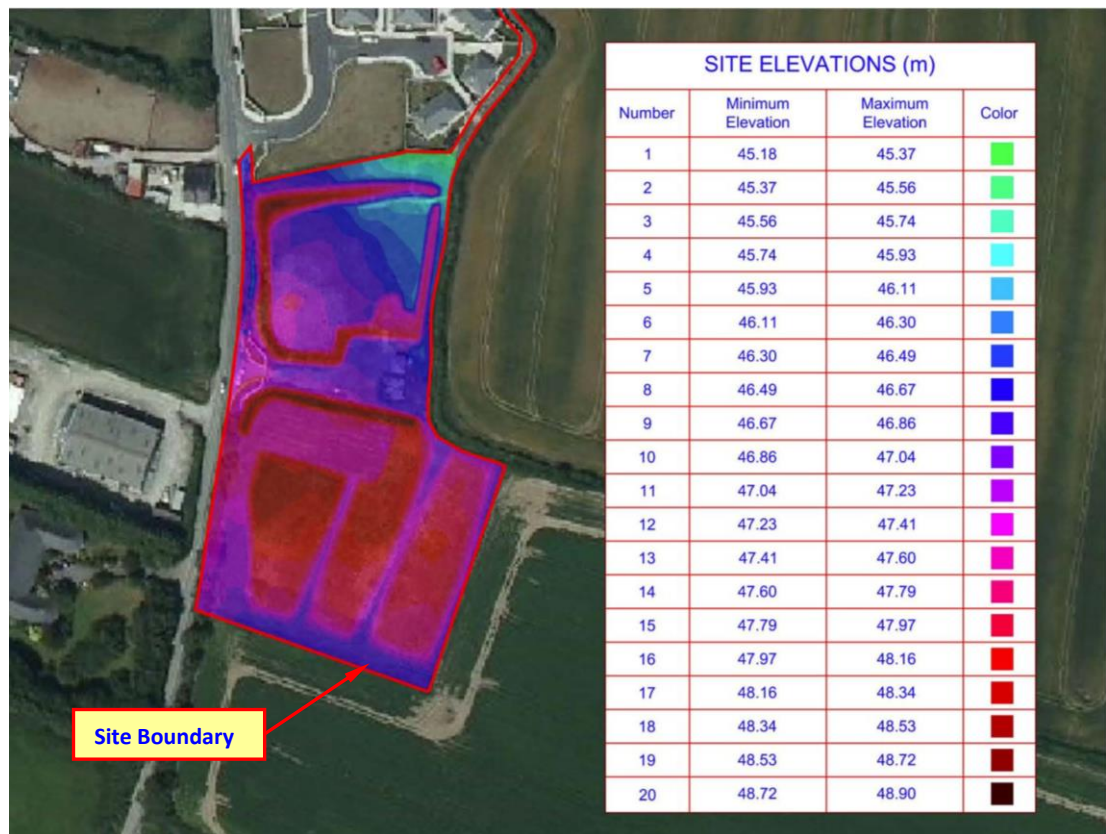 SITE ELEVATIONS (m)
Number Minimum Elevation Maximum Elevation Color
1 45.18 45.37
2 45.37 45.56
3 45.56 45.74
4 45.74 45.93
5 45.93 46.11
6 46.11 46.30
7 46.30 46.49
8 46.49 46.67
9 46.67 46.86
10 46.86 47.04
11 47.04 47.23
12 47.23 47.41
13 47.41 47.60
14 47.60 47.79
15 47.79 47.97
16 47.97 48.16
17 48.16 48.34
18 48.34 48.53
19 48.53 48.72
20 48.72 48.90
Site Boundary